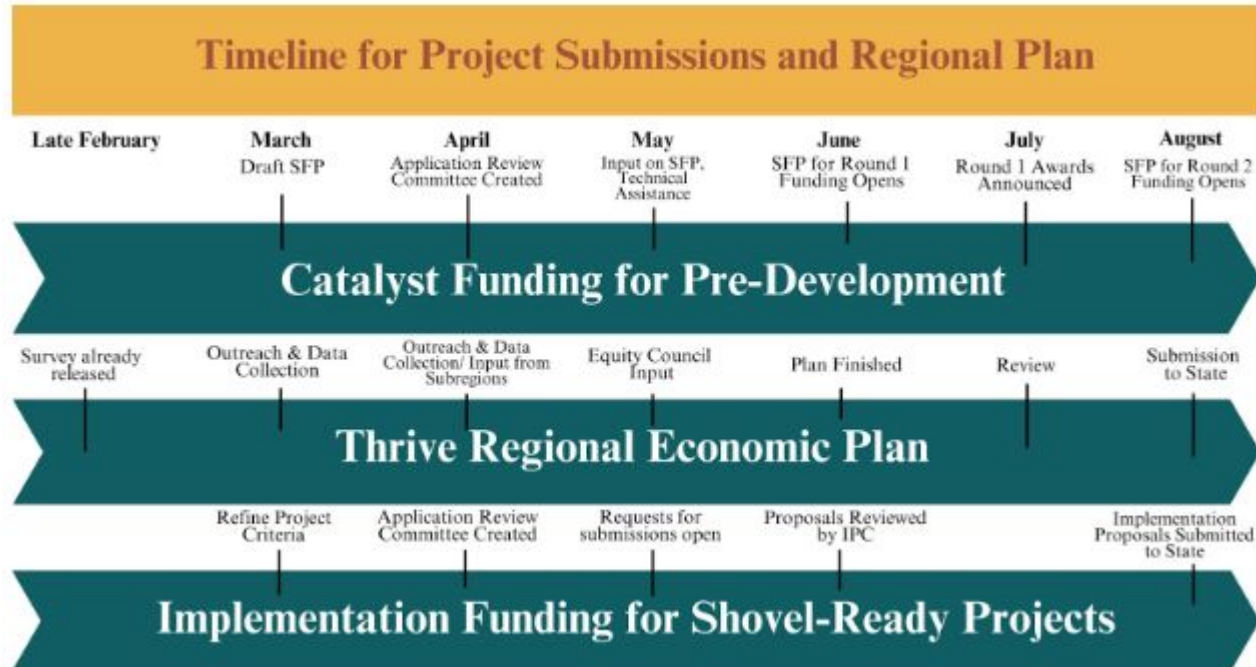 Timeline for Project Submissions and Regional Plan
Late February
March
April
May
June
July
August
Draft SFP
Application Review
Committee Created
Input on SFP,
Technical
Assistance
SFP for Round 1
Funding Opens
Round 1 Awards
Announced
SFP for Round 2
Funding Opens
Catalyst Funding for Pre-Development
Survey already
released
Outreach & Data
Collection
Outreach & Data
Collection/ Input from
Subregions
Equity Council
Input
Plan Finished
Review
Submission
to State
Thrive Regional Economic Plan
Refine Project
Criteria
Application Review
Committee Created
Requests for
submissions open
Proposals Reviewed
by IPC
Implementation
Proposals Submitted
to State
Implementation Funding for Shovel-Ready Projects